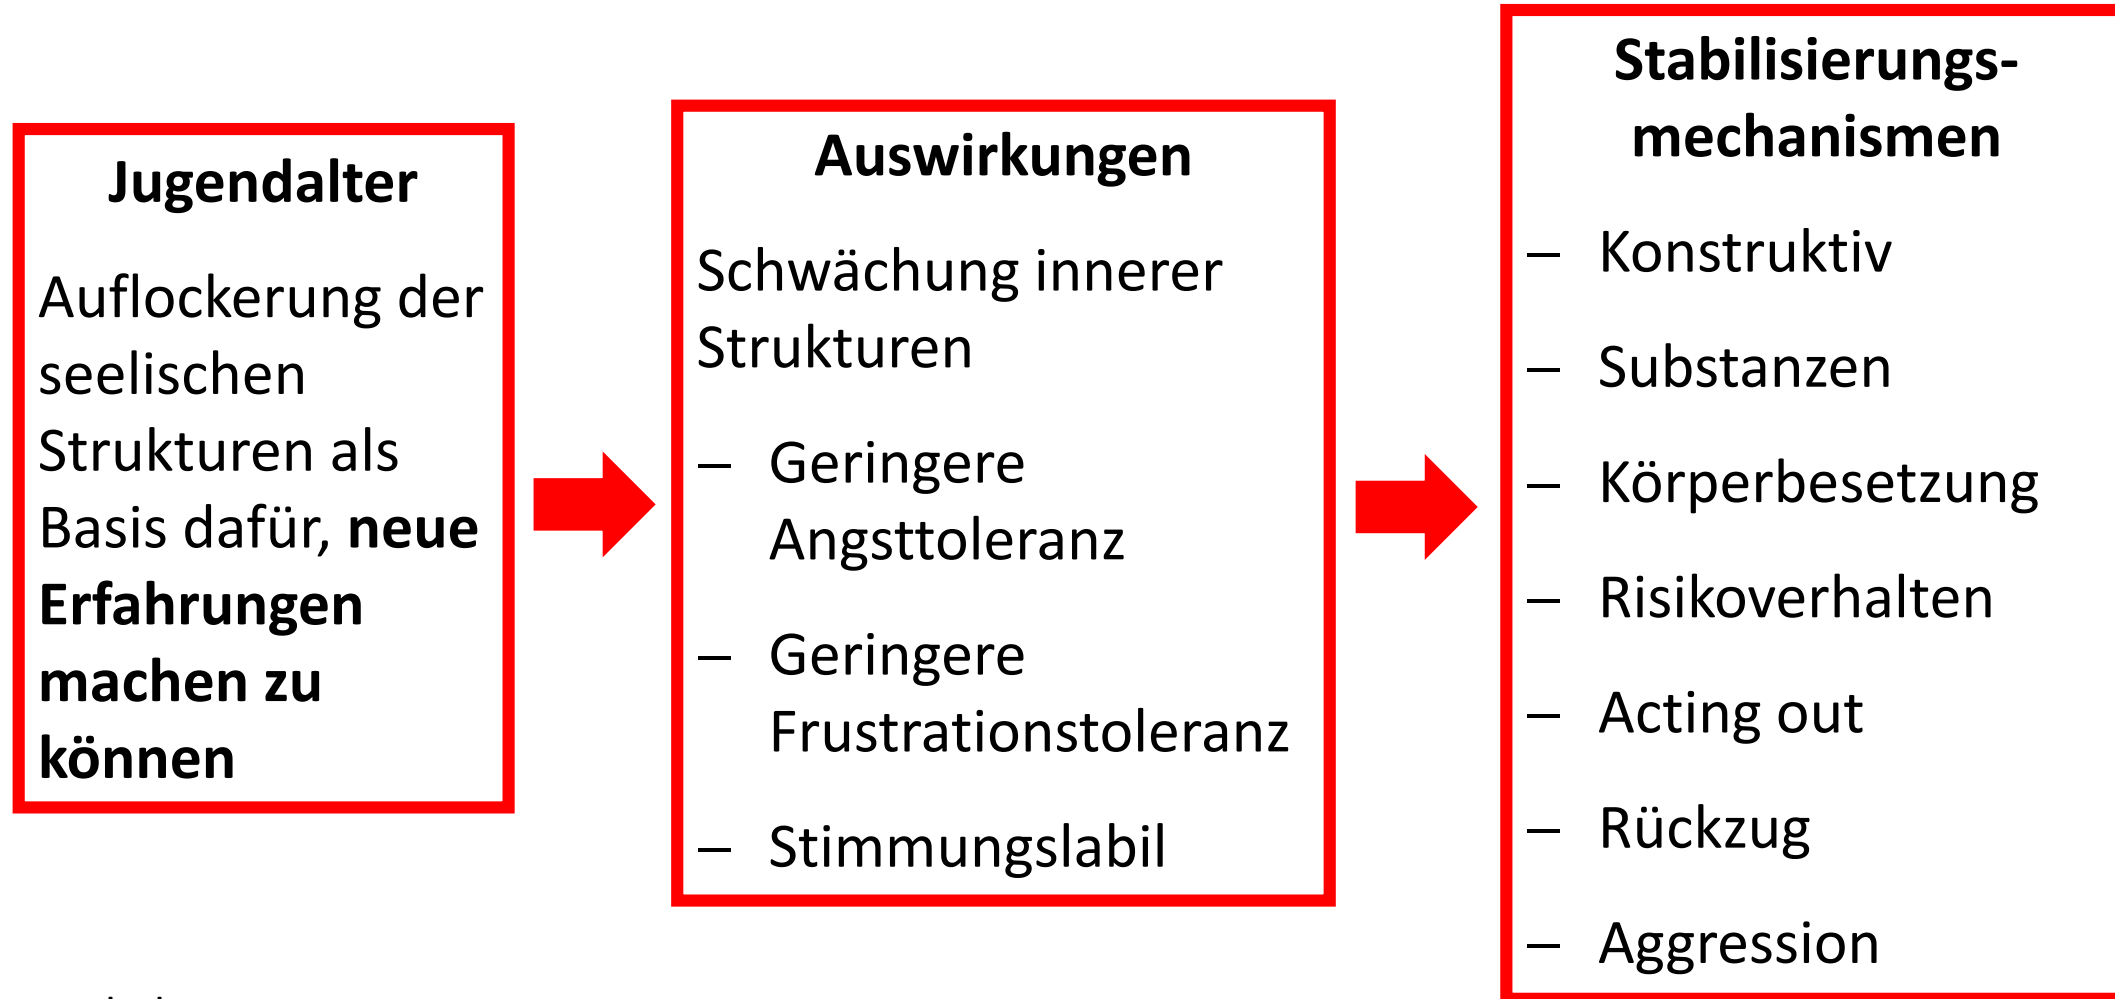 Jugendalter
Auflockerung der
seelischen
Strukturen als
Basis dafür, neue
Erfahrungen
machen zu
können
Auswirkungen
Schwächung innerer
Strukturen
– Geringere
Angsttoleranz
– Geringere
Frustrationstoleranz
– Stimmungslabil
Stabilisierungs-
mechanismen
– Konstruktiv
– Substanzen
– Körperbesetzung
– Risikoverhalten
– Acting out
– Rückzug
– Aggression